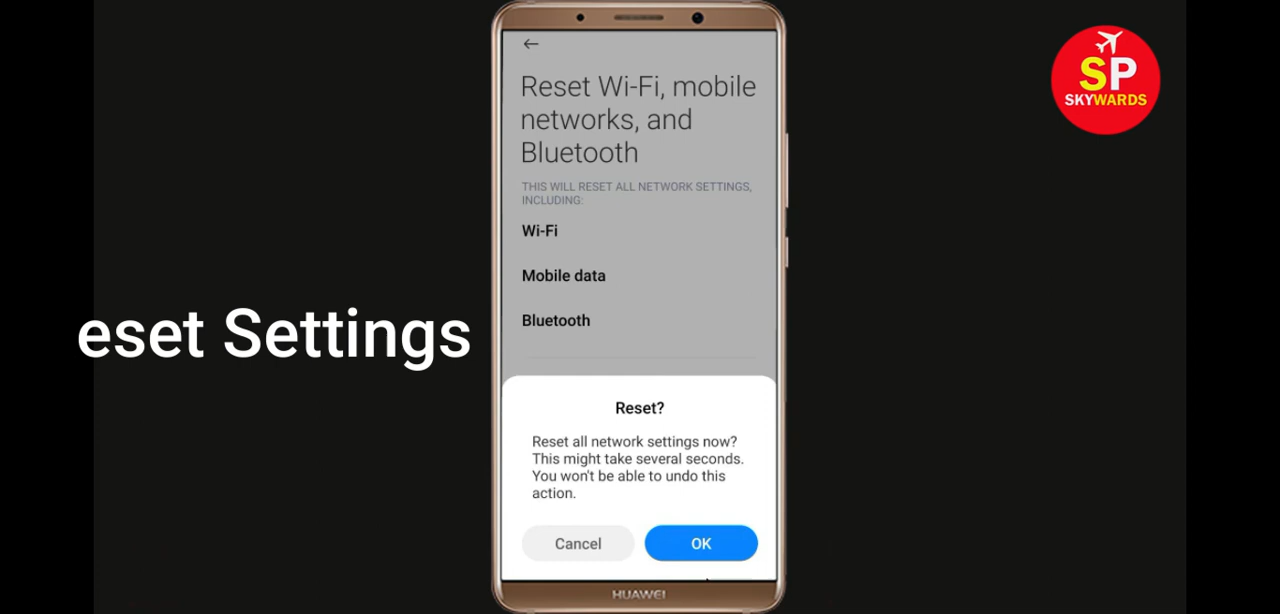 SP
SKYWARDS
Reset Wi-Fi, mobile
networks, and
Bluetooth
THIS WILL RESET ALL NETWORK SETTINGS,
INCLUDING:
Wi-Fi
Mobile data
Bluetooth
eset Settings
Reset?
Reset all network settings now?
This might take several seconds.
You won't be able to undo this
action.
Cancel
OK
HUAWEI